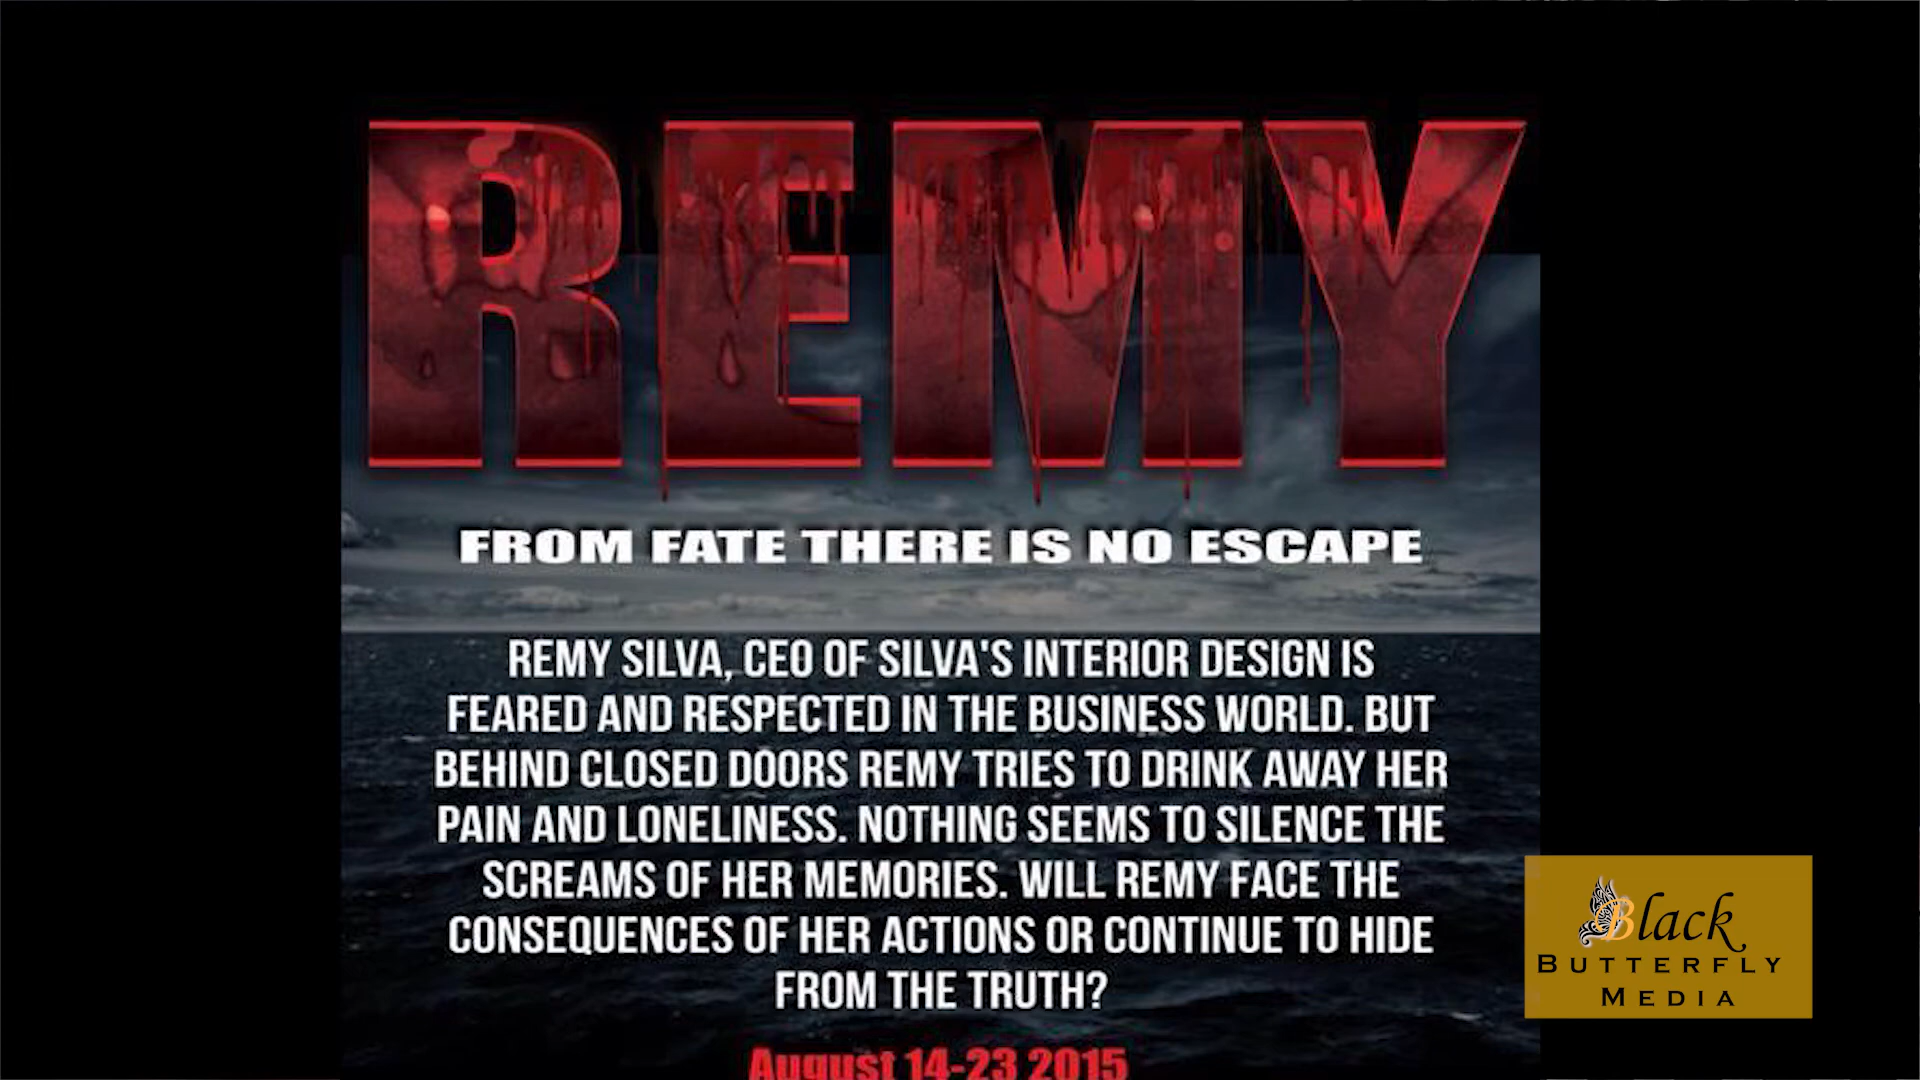 REMY
FROM FATE THERE IS NO ESCAPE
REMY SILVA, CEO OF SILVA'S INTERIOR DESIGN IS
FEARED AND RESPECTED IN THE BUSINESS WORLD. BUT
BEHIND CLOSED DOORS REMY TRIES TO DRINK AWAY HER
PAIN AND LONELINESS. NOTHING SEEMS TO SILENCE THE
SCREAMS OF HER MEMORIES. WILL REMY FACE THE
CONSEQUENCES OF HER ACTIONS OR CONTINUE TO HIDE
FROM THE TRUTH?
August 14-23 2015
Black
BUTTERFLY
MEDIA